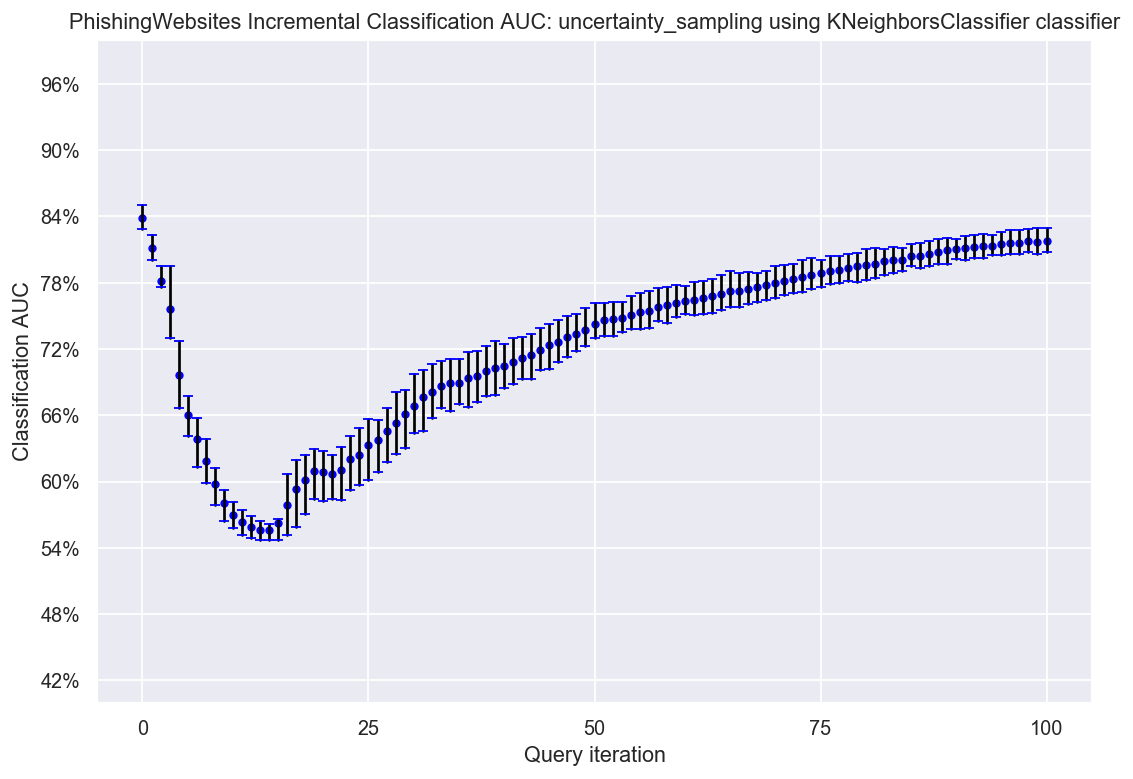 PhishingWebsites Incremental Classification AUC: uncertainty_sampling using KNeighborsClassifier classifier
96%
90%
84%
78%
72%
66%
60%
54%
48%
42%
Classification AUC
0 25 50 75 100
Query iteration